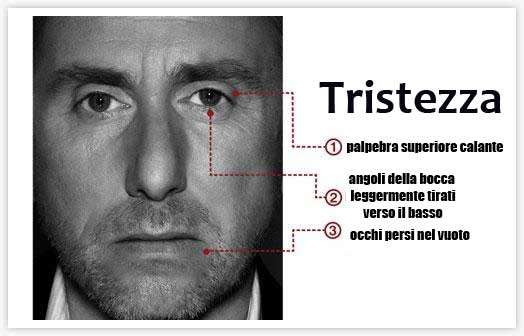 Tristezza
1 palpebra superiore calante
2 angoli della bocca
leggermente tirati
verso il basso
3 occhi persi nel vuoto